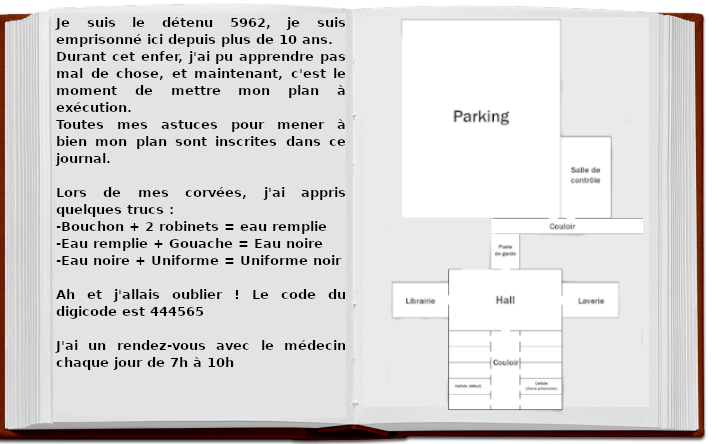 Je suis le détenu 5962, je suis
emprisonné ici depuis plus de 10 ans.
Durant cet enfer, j'ai pu apprendre pas
mal de chose, et maintenant, c'est le
moment de mettre mon plan à
exécution.
Toutes mes astuces pour mener à
bien mon plan sont inscrites dans ce
journal.
Lors de mes corvées, j'ai appris
quelques trucs :
-Bouchon + 2 robinets = eau remplie
-Eau remplie + Gouache = Eau noire
-Eau noire + Uniforme = Uniforme noir
Ah et j'allais oublier ! Le code du
digicode est 444565
J'ai un rendez-vous avec le médecin
chaque jour de 7h à 10h
Parking
Salle de
contrôle
Couloir
Poste
de garde
Librairie
Hall
Laverie
Couloir
Cellule (début)
Cellule
(Autre prisonnier)